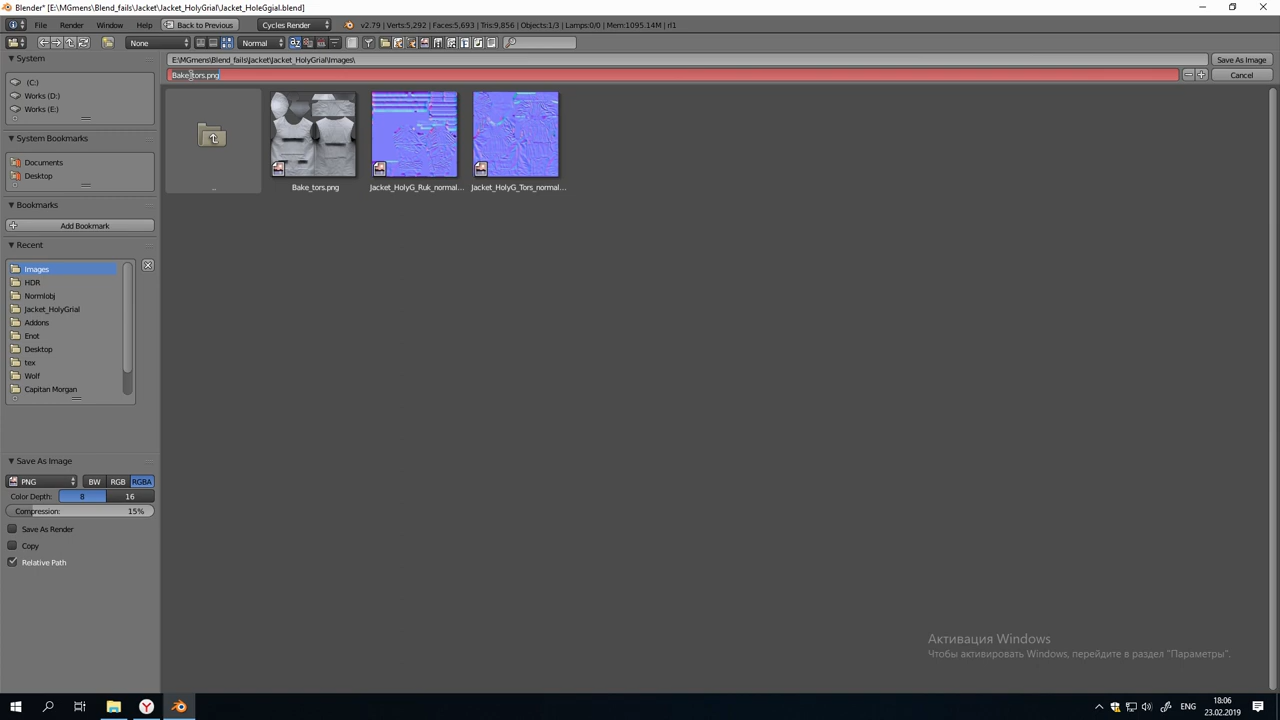 Blender* [E:\MGmens\Blend_fails\Jacket\Jacket_HolyGrial\Jacket_HoleGgial.blend]
File Render Window Help Back to Previous Cycles Render v2.79 | Verts:5,292 | Faces:5,693 | Tris:9,856 | Objects:1/3 | Lamps:0/0 | Mem:1095.14M | rl1
None Normal
System
E:\MGmens\Blend_fails\Jacket\Jacket_HolyGrial\Images\ Save As Image
Bake_tors.png Cancel
(C:)
Works (D:)
Works (E:)
System Bookmarks
Documents
Desktop
..
Bake_tors.png Jacket_HolyG_Ruk_normal... Jacket_HolyG_Tors_normal...
Bookmarks
Add Bookmark
Recent
Images
HDR
Normlobj
Jacket_HolyGrial
Addons
Enot
Desktop
tex
Wolf
Capitan Morgan
Save As Image
PNG BW RGB RGBA
Color Depth: 8 16
Compression: 15%
Save As Render
Copy
Relative Path
Активация Windows
Чтобы активировать Windows, перейдите в раздел "Параметры".
ENG
18:06
23.02.2019